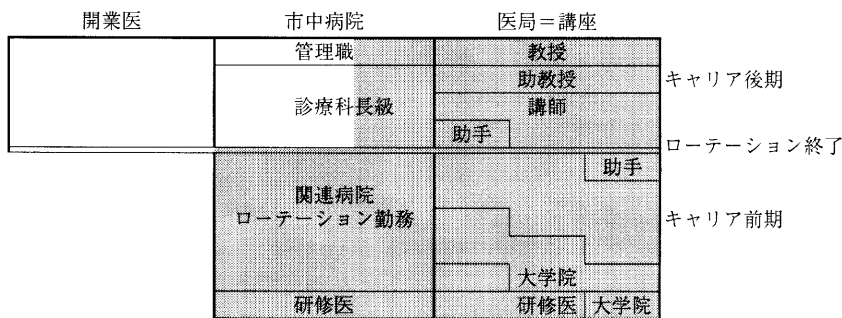 開業医 市中病院 医局＝講座
管理職 教授
助教授 キャリア後期
診療科長級 講師
助手
ローテーション終了
助手
関連病院
ローテーション勤務 キャリア前期
大学院
研修医 研修医 大学院